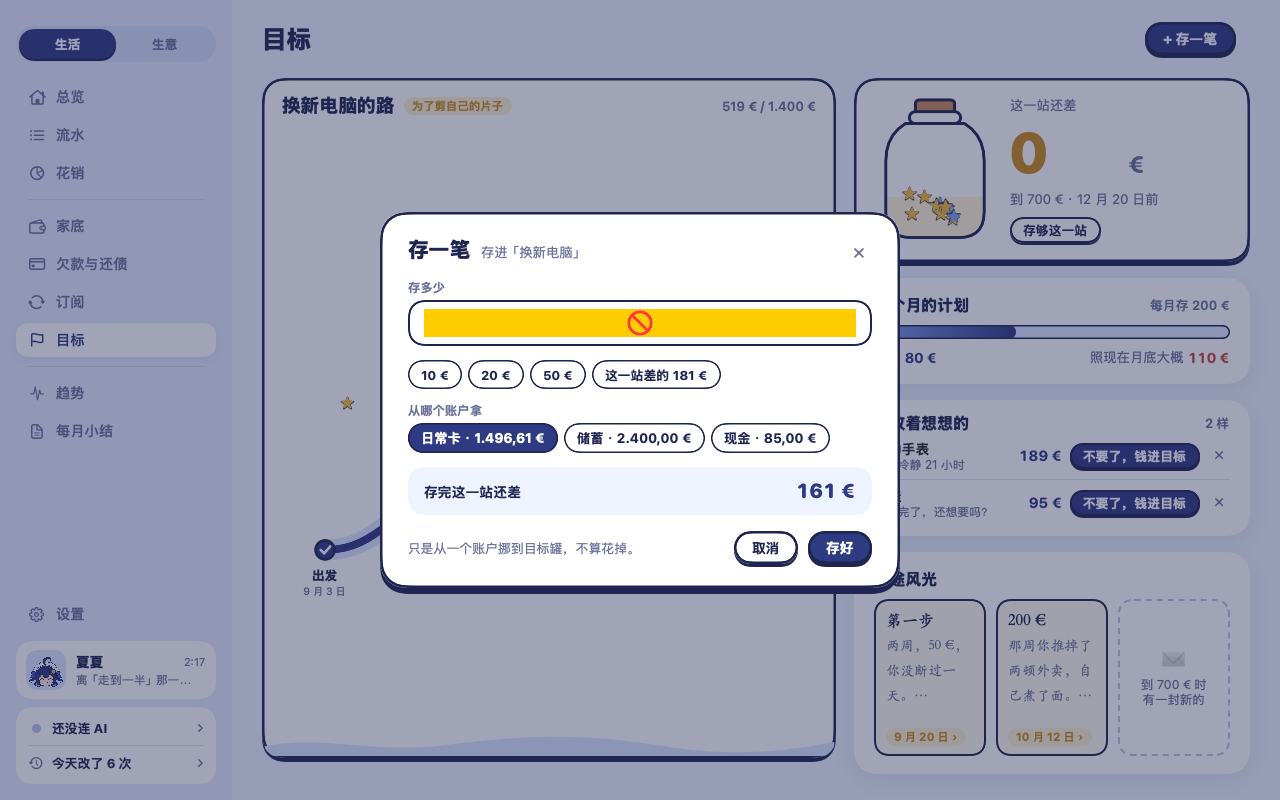 生活
生意
总览
流水
花销
家底
欠款与还债
订阅
目标
趋势
每月小结
设置
夏夏
2:17
离「走到一半」那一…
还没连 AI
今天改了 6 次
目标
+ 存一笔
换新电脑的路
为了剪自己的片子
519 € / 1.400 €
出发
9 月 3 日
这一站还差
0 €
到 700 € · 12 月 20 日前
存够这一站
月的计划
每月存 200 €
80 €
照现在月底大概 110 €
着想想的
2 样
手表
冷静 21 小时
189 €
不要了，钱进目标
完了，还想要吗?
95 €
不要了，钱进目标
途风光
第一步
两周，50 €，
你没断过一
天。…
9 月 20 日 ›
200 €
那周你推掉了
两顿外卖，自
己煮了面。…
10 月 12 日 ›
到 700 € 时
有一封新的
存一笔
存进「换新电脑」
存多少
10 €
20 €
50 €
这一站差的 181 €
从哪个账户拿
日常卡 · 1.496,61 €
储蓄 · 2.400,00 €
现金 · 85,00 €
存完这一站还差
161 €
只是从一个账户挪到目标罐，不算花掉。
取消
存好